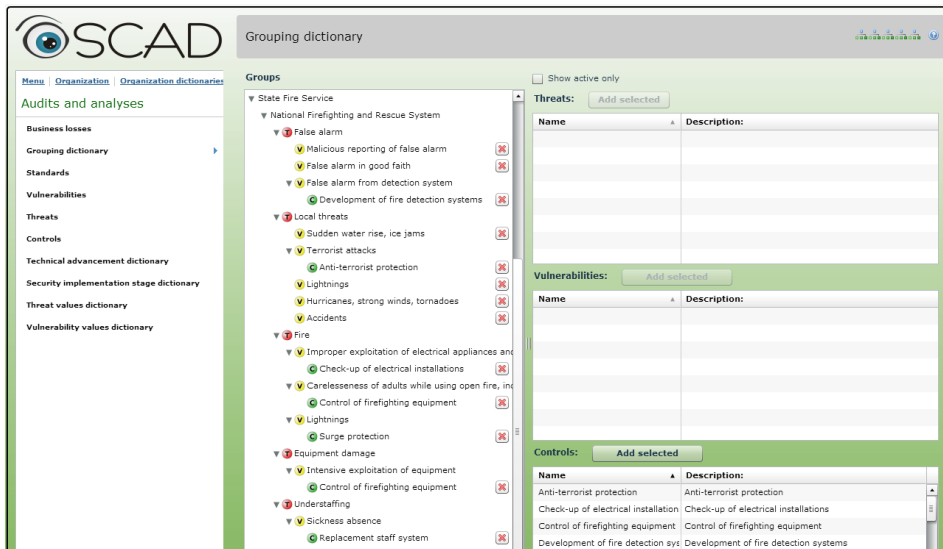 OSCAD
Grouping dictionary
Menu | Organization | Organization dictionaries
Audits and analyses
Business losses
Grouping dictionary
Standards
Vulnerabilities
Threats
Controls
Technical advancement dictionary
Security implementation stage dictionary
Threat values dictionary
Vulnerability values dictionary
Groups
State Fire Service
National Firefighting and Rescue System
T False alarm
V Malicious reporting of false alarm
V False alarm in good faith
V False alarm from detection system
C Development of fire detection systems
T Local threats
V Sudden water rise, ice jams
V Terrorist attacks
C Anti-terrorist protection
V Lightnings
V Hurricanes, strong winds, tornadoes
V Accidents
T Fire
V Improper exploitation of electrical appliances and
C Check-up of electrical installations
V Carelesseness of adults while using open fire, inc
C Control of firefighting equipment
V Lightnings
C Surge protection
T Equipment damage
V Intensive exploitation of equipment
C Control of firefighting equipment
T Understaffing
V Sickness absence
C Replacement staff system
Show active only
Threats: Add selected
Name Description:
Vulnerabilities: Add selected
Name Description:
Controls: Add selected
Name Description:
Anti-terrorist protection Anti-terrorist protection
Check-up of electrical installation Check-up of electrical installations
Control of firefighting equipment Control of firefighting equipment
Development of fire detection sys Development of fire detection systems